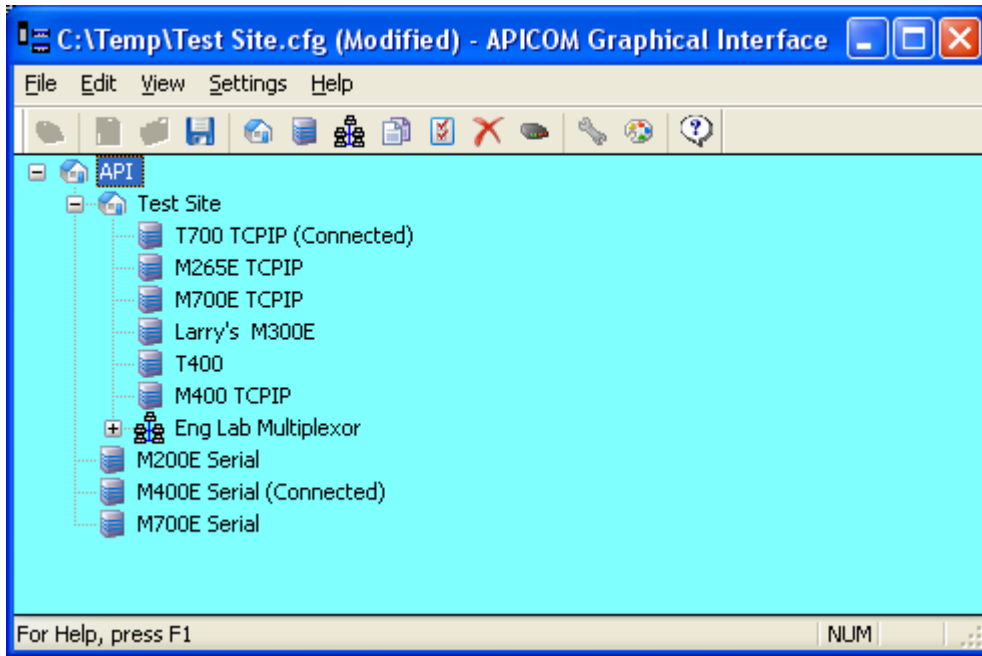 C:\Temp\Test Site.cfg (Modified) - APICOM Graphical Interface
File Edit View Settings Help
API
Test Site
T700 TCPIP (Connected)
M265E TCPIP
M700E TCPIP
Larry's  M300E
T400
M400 TCPIP
Eng Lab Multiplexor
M200E Serial
M400E Serial (Connected)
M700E Serial
For Help, press F1 NUM